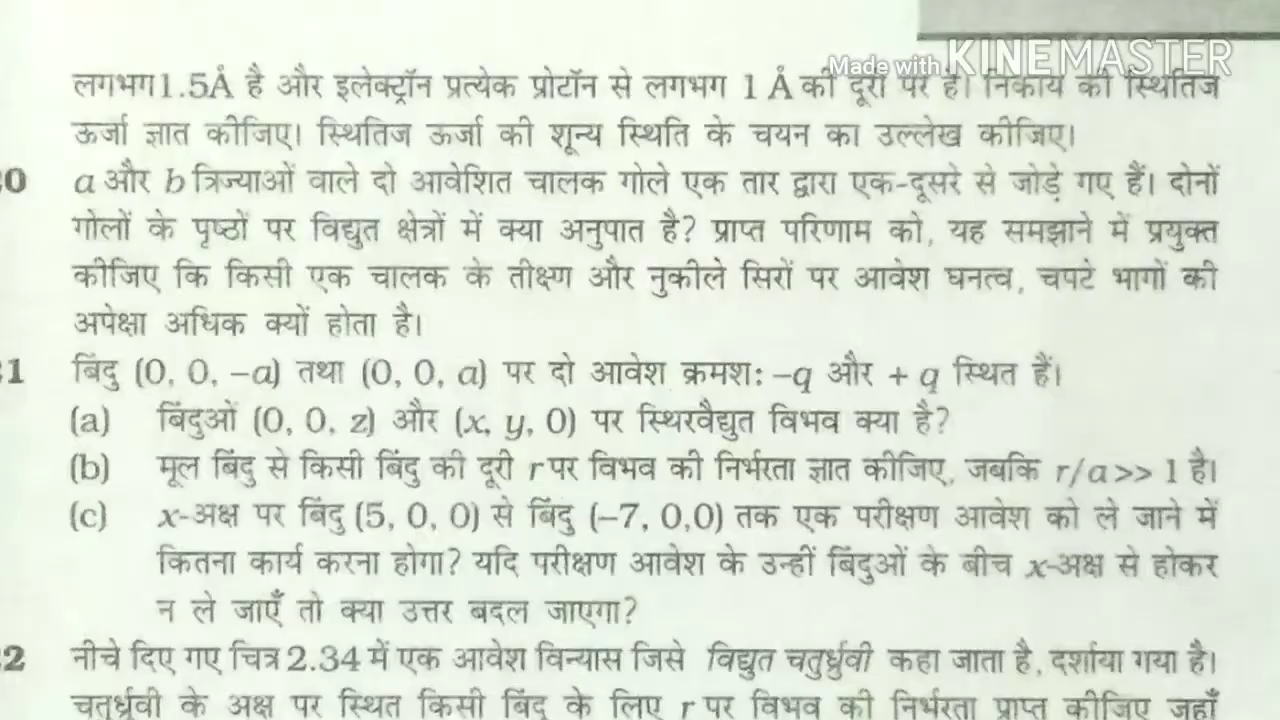 Made with KINEMASTER
लगभग1.5Å है और इलेक्ट्रॉन प्रत्येक प्रोटॉन से लगभग 1 Å की दूरी पर है। निकाय की स्थितिज
ऊर्जा ज्ञात कीजिए। स्थितिज ऊर्जा की शून्य स्थिति के चयन का उल्लेख कीजिए।
0 a और b त्रिज्याओं वाले दो आवेशित चालक गोले एक तार द्वारा एक-दूसरे से जोड़े गए हैं। दोनों
गोलों के पृष्ठों पर विद्युत क्षेत्रों में क्या अनुपात है? प्राप्त परिणाम को, यह समझाने में प्रयुक्त
कीजिए कि किसी एक चालक के तीक्ष्ण और नुकीले सिरों पर आवेश घनत्व, चपटे भागों की
अपेक्षा अधिक क्यों होता है।
1 बिंदु (0, 0, –a) तथा (0, 0, a) पर दो आवेश क्रमश: –q और + q स्थित हैं।
(a) बिंदुओं (0, 0, z) और (x, y, 0) पर स्थिरवैद्युत विभव क्या है?
(b) मूल बिंदु से किसी बिंदु की दूरी r पर विभव की निर्भरता ज्ञात कीजिए, जबकि r/a>> 1 है।
(c) x-अक्ष पर बिंदु (5, 0, 0) से बिंदु (–7, 0,0) तक एक परीक्षण आवेश को ले जाने में
कितना कार्य करना होगा? यदि परीक्षण आवेश के उन्हीं बिंदुओं के बीच x-अक्ष से होकर
न ले जाएँ तो क्या उत्तर बदल जाएगा?
2 नीचे दिए गए चित्र 2.34 में एक आवेश विन्यास जिसे विद्युत चतुर्ध्रुवी कहा जाता है, दर्शाया गया है।
चतुर्ध्रुवी के अक्ष पर स्थित किसी बिंदु के लिए r पर विभव की निर्भरता प्राप्त कीजिए जहाँ